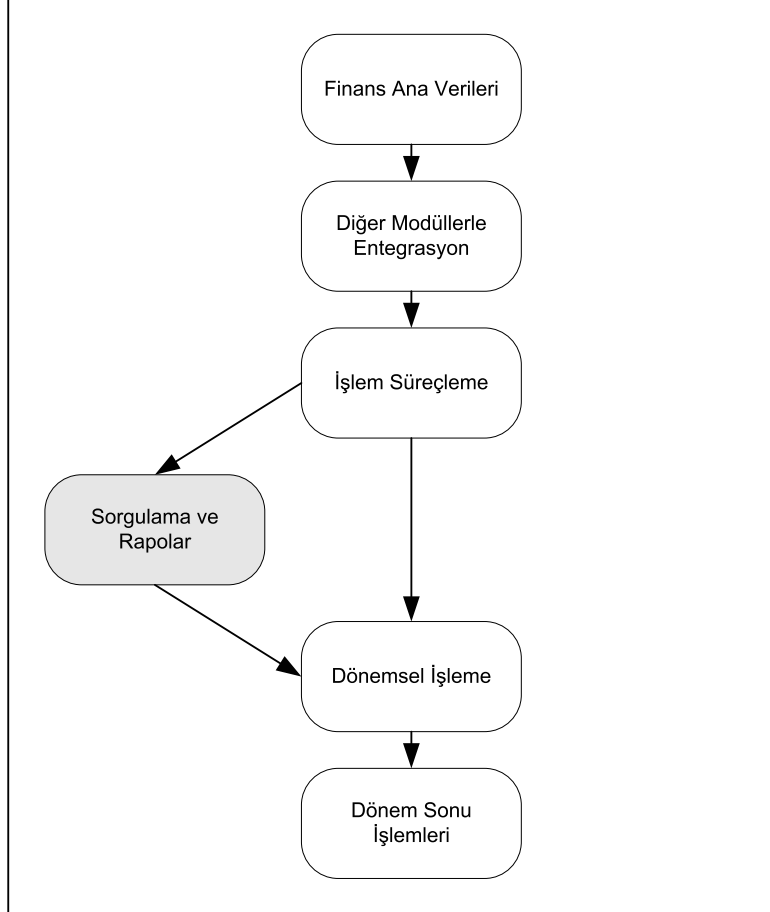 Finans Ana Verileri
Diğer Modüllerle
Entegrasyon
İşlem Süreçleme
Sorgulama ve
Rapolar
Dönemsel İşleme
Dönem Sonu
İşlemleri